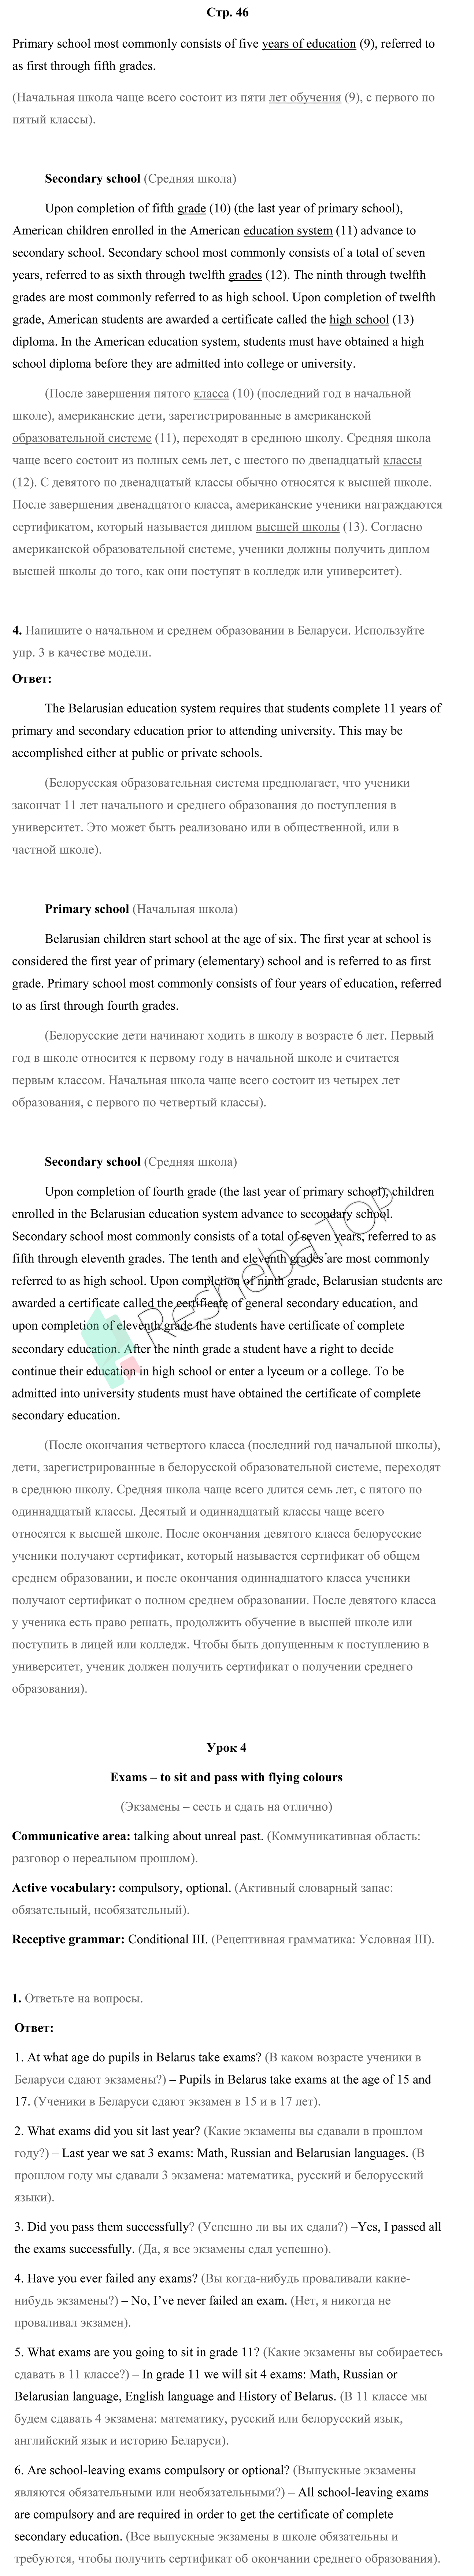 Стр. 46
Primary school most commonly consists of five years of education (9), referred to
as first through fifth grades.
(Начальная школа чаще всего состоит из пяти лет обучения (9), с первого по
пятый классы).
Secondary school (Средняя школа)
Upon completion of fifth grade (10) (the last year of primary school),
American children enrolled in the American education system (11) advance to
secondary school. Secondary school most commonly consists of a total of seven
years, referred to as sixth through twelfth grades (12). The ninth through twelfth
grades are most commonly referred to as high school. Upon completion of twelfth
grade, American students are awarded a certificate called the high school (13)
diploma. In the American education system, students must have obtained a high
school diploma before they are admitted into college or university.
(После завершения пятого класса (10) (последний год в начальной
школе), американские дети, зарегистрированные в американской
образовательной системе (11), переходят в среднюю школу. Средняя школа
чаще всего состоит из полных семь лет, с шестого по двенадцатый классы
(12). С девятого по двенадцатый классы обычно относятся к высшей школе.
После завершения двенадцатого класса, американские ученики награждаются
сертификатом, который называется диплом высшей школы (13). Согласно
американской образовательной системе, ученики должны получить диплом
высшей школы до того, как они поступят в колледж или университет).
4. Напишите о начальном и среднем образовании в Беларуси. Используйте
упр. 3 в качестве модели.
Ответ:
The Belarusian education system requires that students complete 11 years of
primary and secondary education prior to attending university. This may be
accomplished either at public or private schools.
(Белорусская образовательная система предполагает, что ученики
закончат 11 лет начального и среднего образования до поступления в
университет. Это может быть реализовано или в общественной, или в
частной школе).
Primary school (Начальная школа)
Belarusian children start school at the age of six. The first year at school is
considered the first year of primary (elementary) school and is referred to as first
grade. Primary school most commonly consists of four years of education, referred
to as first through fourth grades.
(Белорусские дети начинают ходить в школу в возрасте 6 лет. Первый
год в школе относится к первому году в начальной школе и считается
первым классом. Начальная школа чаще всего состоит из четырех лет
образования, с первого по четвертый классы).
Secondary school (Средняя школа)
Upon completion of fourth grade (the last year of primary school), children
enrolled in the Belarusian education system advance to secondary school.
Secondary school most commonly consists of a total of seven years, referred to as
fifth through eleventh grades. The tenth and eleventh grades are most commonly
referred to as high school. Upon completion of ninth grade, Belarusian students are
awarded a certificate called the certificate of general secondary education, and
upon completion of eleventh grade the students have certificate of complete
secondary education. After the ninth grade a student have a right to decide
continue their education in high school or enter a lyceum or a college. To be
admitted into university students must have obtained the certificate of complete
secondary education.
Resheba.TOP
(После окончания четвертого класса (последний год начальной школы),
дети, зарегистрированные в белорусской образовательной системе, переходят
в среднюю школу. Средняя школа чаще всего длится семь лет, с пятого по
одиннадцатый классы. Десятый и одиннадцатый классы чаще всего
относятся к высшей школе. После окончания девятого класса белорусские
ученики получают сертификат, который называется сертификат об общем
среднем образовании, и после окончания одиннадцатого класса ученики
получают сертификат о полном среднем образовании. После девятого класса
у ученика есть право решать, продолжить обучение в высшей школе или
поступить в лицей или колледж. Чтобы быть допущенным к поступлению в
университет, ученик должен получить сертификат о получении среднего
образования).
Урок 4
Exams – to sit and pass with flying colours
(Экзамены – сесть и сдать на отлично)
Communicative area: talking about unreal past. (Коммуникативная область:
разговор о нереальном прошлом).
Active vocabulary: compulsory, optional. (Активный словарный запас:
обязательный, необязательный).
Receptive grammar: Conditional III. (Рецептивная грамматика: Условная III).
1. Ответьте на вопросы.
Ответ:
1. At what age do pupils in Belarus take exams? (В каком возрасте ученики в
Беларуси сдают экзамены?) – Pupils in Belarus take exams at the age of 15 and
17. (Ученики в Беларуси сдают экзамен в 15 и в 17 лет).
2. What exams did you sit last year? (Какие экзамены вы сдавали в прошлом
году?) – Last year we sat 3 exams: Math, Russian and Belarusian languages. (В
прошлом году мы сдавали 3 экзамена: математика, русский и белорусский
языки).
3. Did you pass them successfully? (Успешно ли вы их сдали?) –Yes, I passed all
the exams successfully. (Да, я все экзамены сдал успешно).
4. Have you ever failed any exams? (Вы когда-нибудь проваливали какие-
нибудь экзамены?) – No, I’ve never failed an exam. (Нет, я никогда не
проваливал экзамен).
5. What exams are you going to sit in grade 11? (Какие экзамены вы собираетесь
сдавать в 11 классе?) – In grade 11 we will sit 4 exams: Math, Russian or
Belarusian language, English language and History of Belarus. (В 11 классе мы
будем сдавать 4 экзамена: математику, русский или белорусский язык,
английский язык и историю Беларуси).
6. Are school-leaving exams compulsory or optional? (Выпускные экзамены
являются обязательными или необязательными?) – All school-leaving exams
are compulsory and are required in order to get the certificate of complete
secondary education. (Все выпускные экзамены в школе обязательны и
требуются, чтобы получить сертификат об окончании среднего образования).